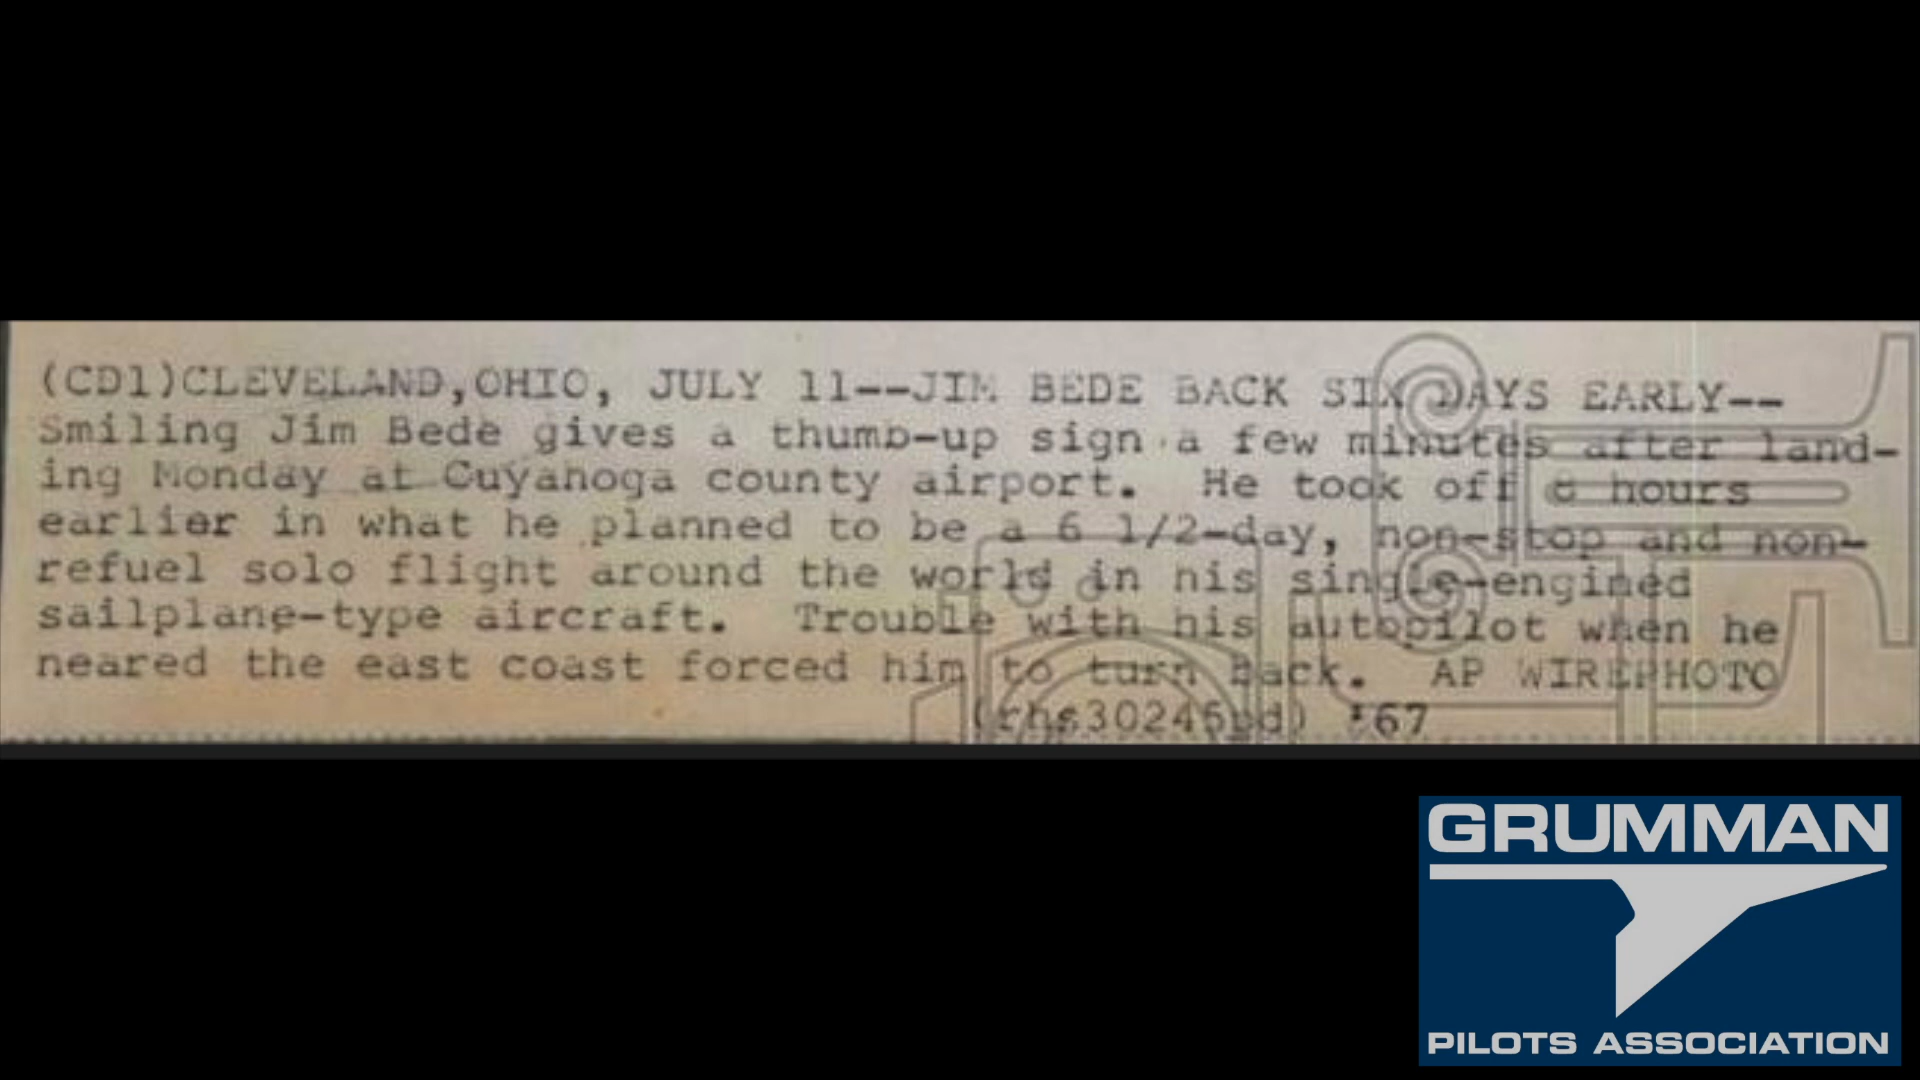 (CD1)CLEVELAND,OHIO, JULY 11--JIM BEDE BACK SIX DAYS EARLY--
Smiling Jim Bede gives a thumb-up sign a few minutes after land-
ing Monday at Cuyahoga county airport. He took off hours
earlier in what he planned to be a 6 1/2-day, non-stop and non-
refuel solo flight around the world in his single-engined
sailplane-type aircraft. Trouble with his autopilot when he
neared the east coast forced him to turn back. AP WIREPHOTO
'67
GRUMMAN
PILOTS ASSOCIATION